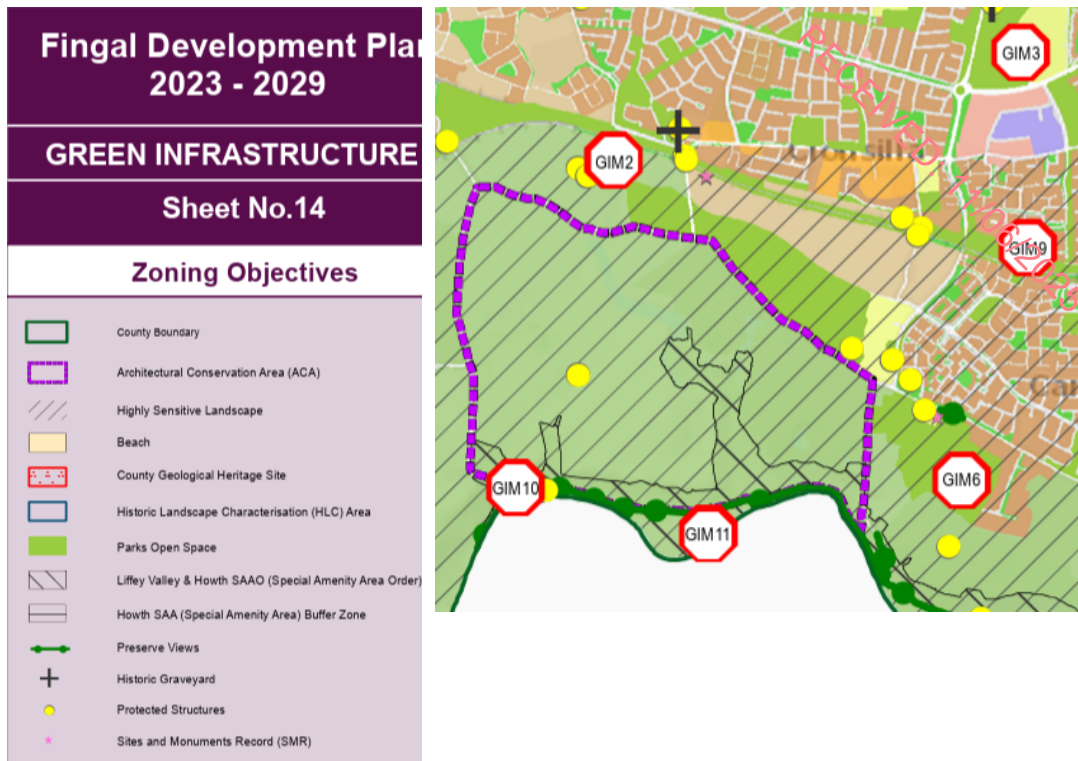 Fingal Development Plan
2023 - 2029
GREEN INFRASTRUCTURE
Sheet No.14
Zoning Objectives
County Boundary
Architectural Conservation Area (ACA)
Highly Sensitive Landscape
Beach
County Geological Heritage Site
Historic Landscape Characterisation (HLC) Area
Parks Open Space
Liffey Valley & Howth SAAO (Special Amenity Area Order)
Howth SAA (Special Amenity Area) Buffer Zone
Preserve Views
Historic Graveyard
Protected Structures
Sites and Monuments Record (SMR)
GIM3
RECEIVED:
GIM2
GIM9
GIM6
GIM10
GIM11